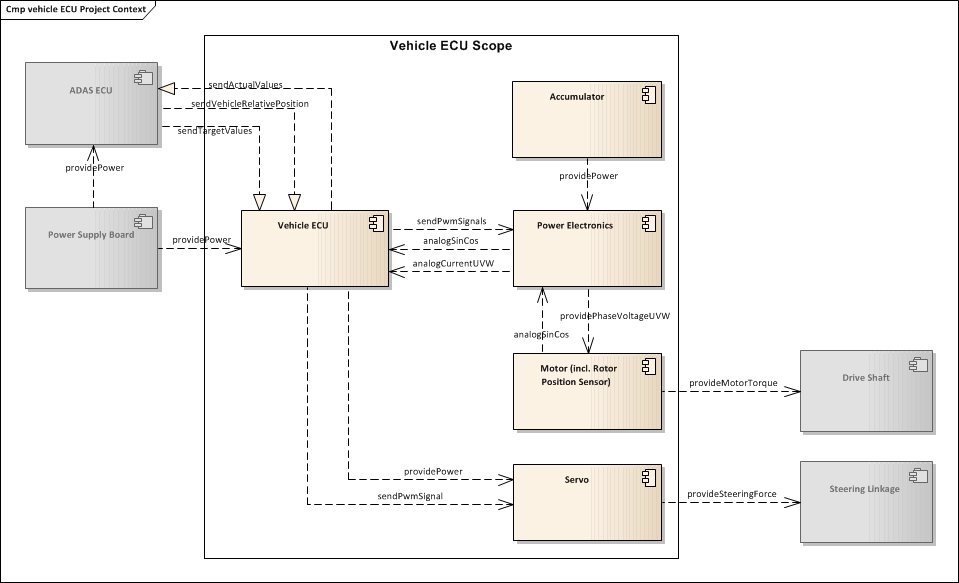 Cmp vehicle ECU Project Context
Vehicle ECU Scope
ADAS ECU
sendActualValues
sendVehicleRelativePosition
sendTargetValues
Accumulator
providePower
providePower
Power Supply Board
providePower
Vehicle ECU
sendPwmSignals
analogSinCos
analogCurrentUVW
Power Electronics
providePhaseVoltageUVW
analogSinCos
Motor (incl. Rotor
Position Sensor)
provideMotorTorque
Drive Shaft
providePower
sendPwmSignal
Servo
provideSteeringForce
Steering Linkage